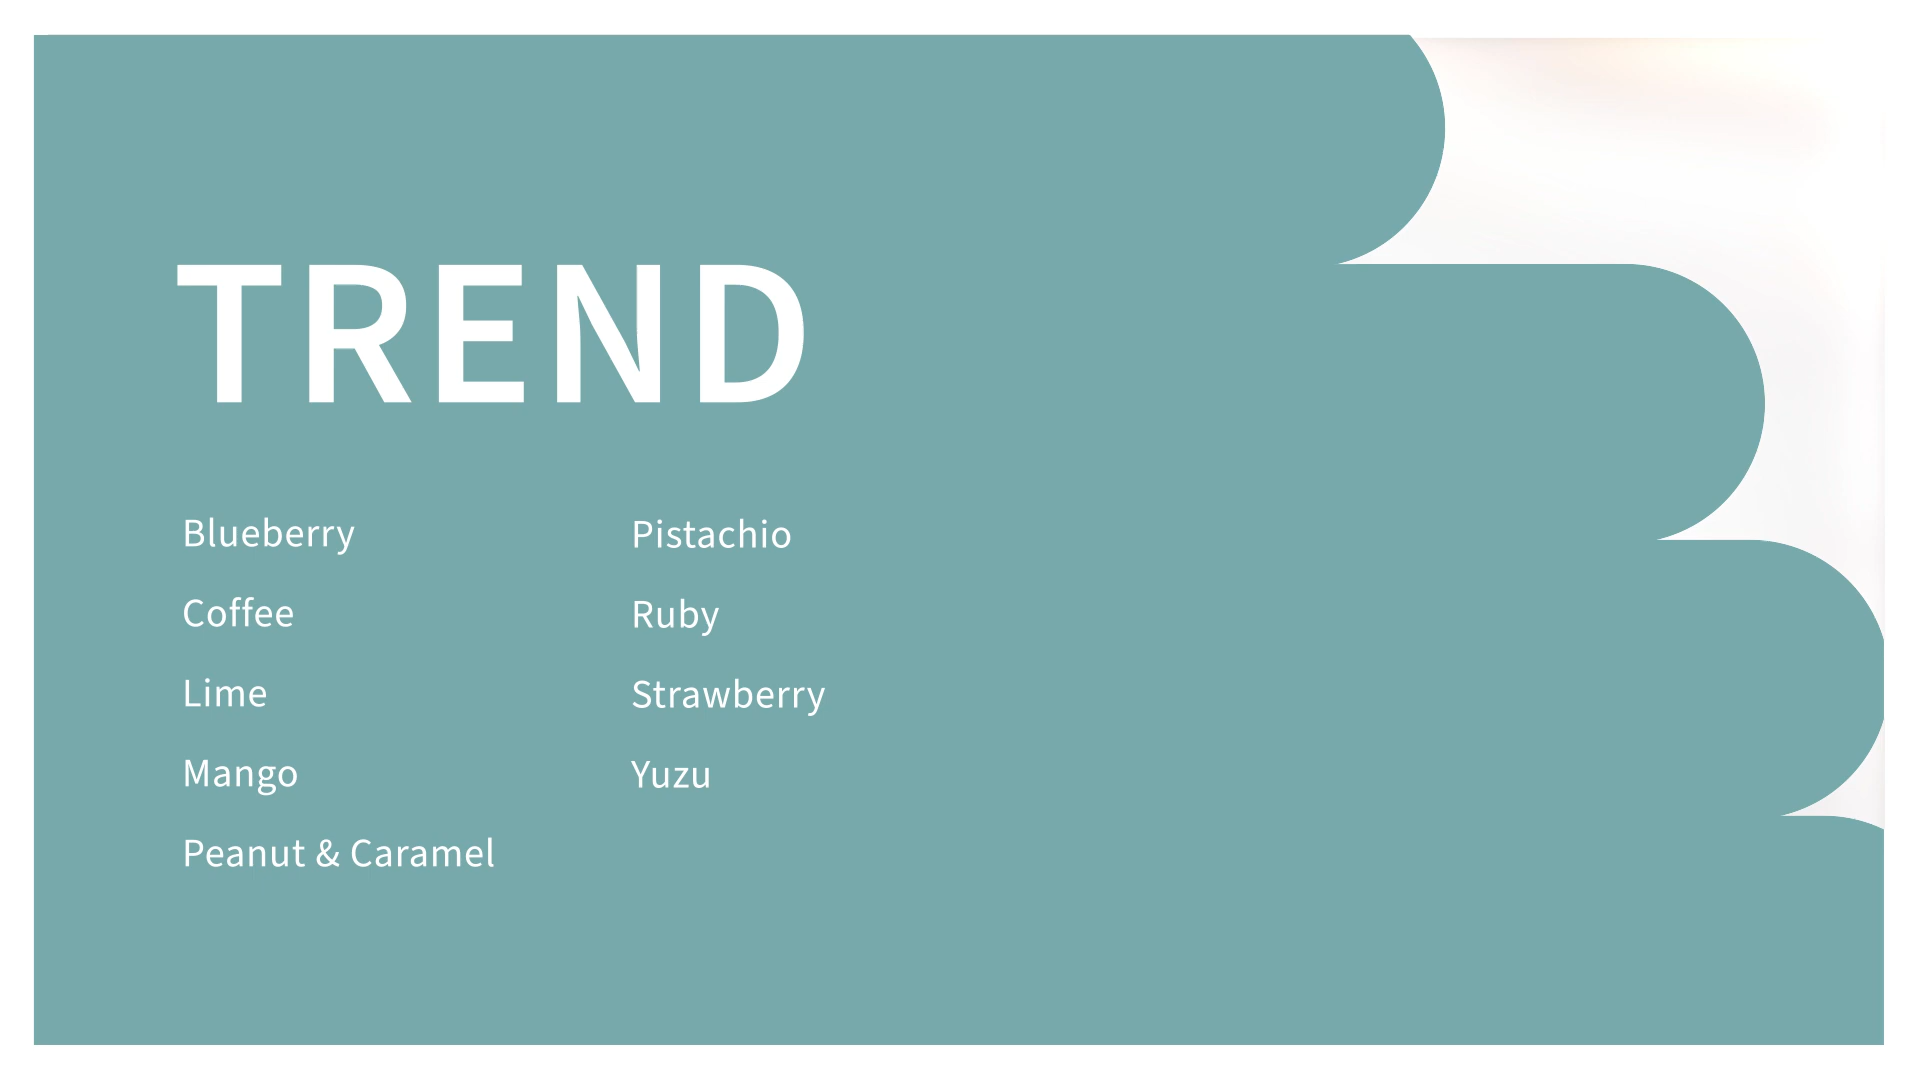 TREND
Blueberry
Coffee
Lime
Mango
Peanut & Caramel
Pistachio
Ruby
Strawberry
Yuzu